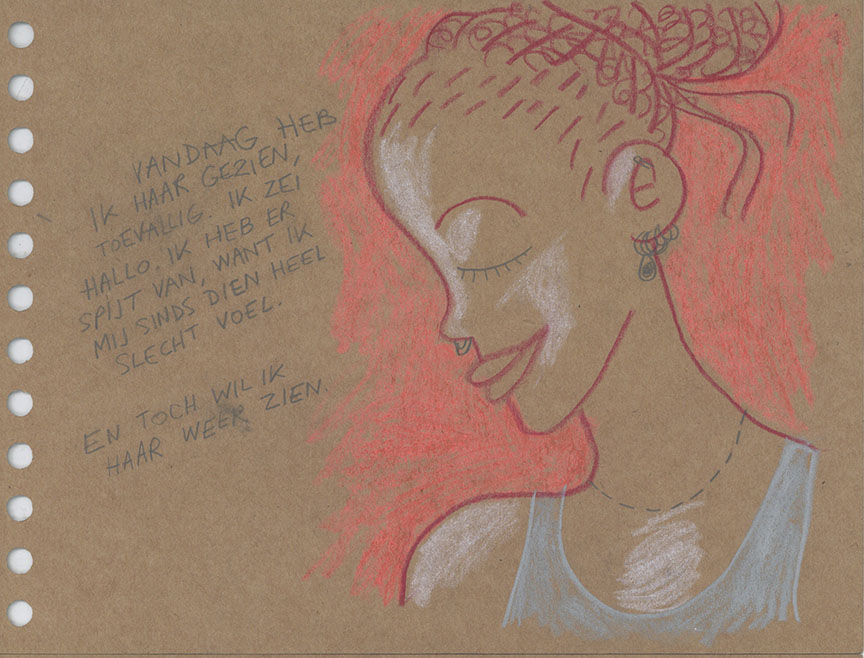 VANDAAG HEB
IK HAAR GEZIEN,
TOEVALLIG. IK ZEI
HALLO. IK HEB ER
SPIJT VAN, WANT IK
MIJ SINDS DIEN HEEL
SLECHT VOEL.
EN TOCH WIL IK
HAAR WEER ZIEN.